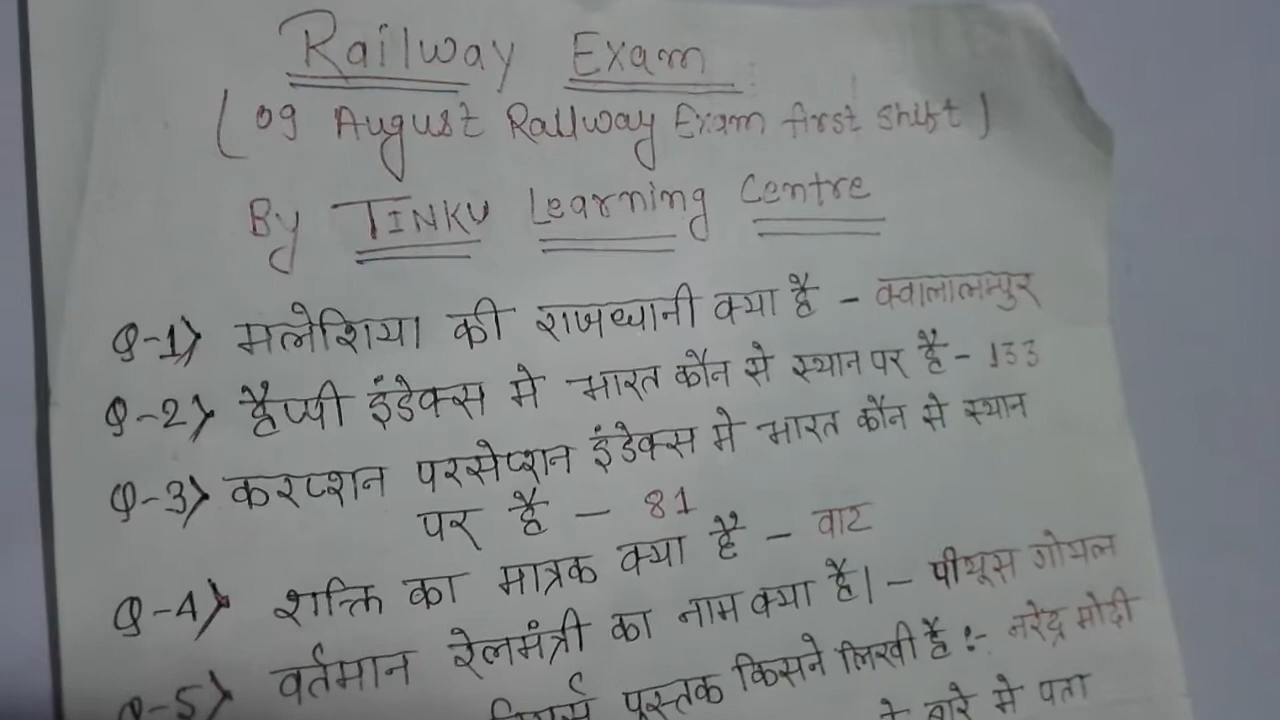 Railway Exam
(09 August Railway Exam first shift)
By TINKU Learning Centre
Q-1) मलेशिया की राजधानी क्या है - क्वालालम्पुर
Q-2) हैप्पी इंडेक्स मे भारत कौन से स्थान पर है - 133
Q-3) करप्शन परसेप्शन इंडेक्स मे भारत कौन से स्थान
पर है - 81
Q-4) शक्ति का मात्रक क्या है - वाट
Q-5) वर्तमान रेलमंत्री का नाम क्या है। - पीयूस गोयल
पुस्तक किसने लिखी है :- नरेंद्र मोदी
बारे मे पता